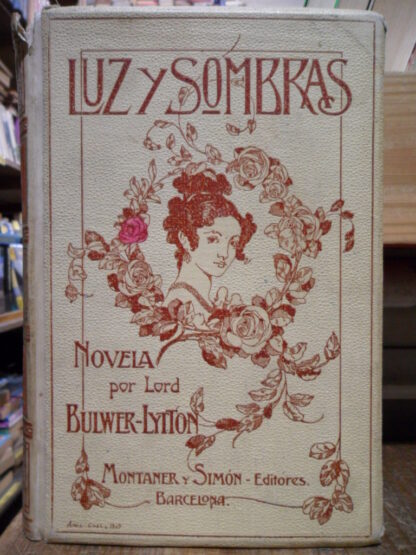 LUZ Y SOMBRAS
NOVELA
por Lord
BULWER-LYTTON
MONTANER Y SIMÓN - Editores
BARCELONA.